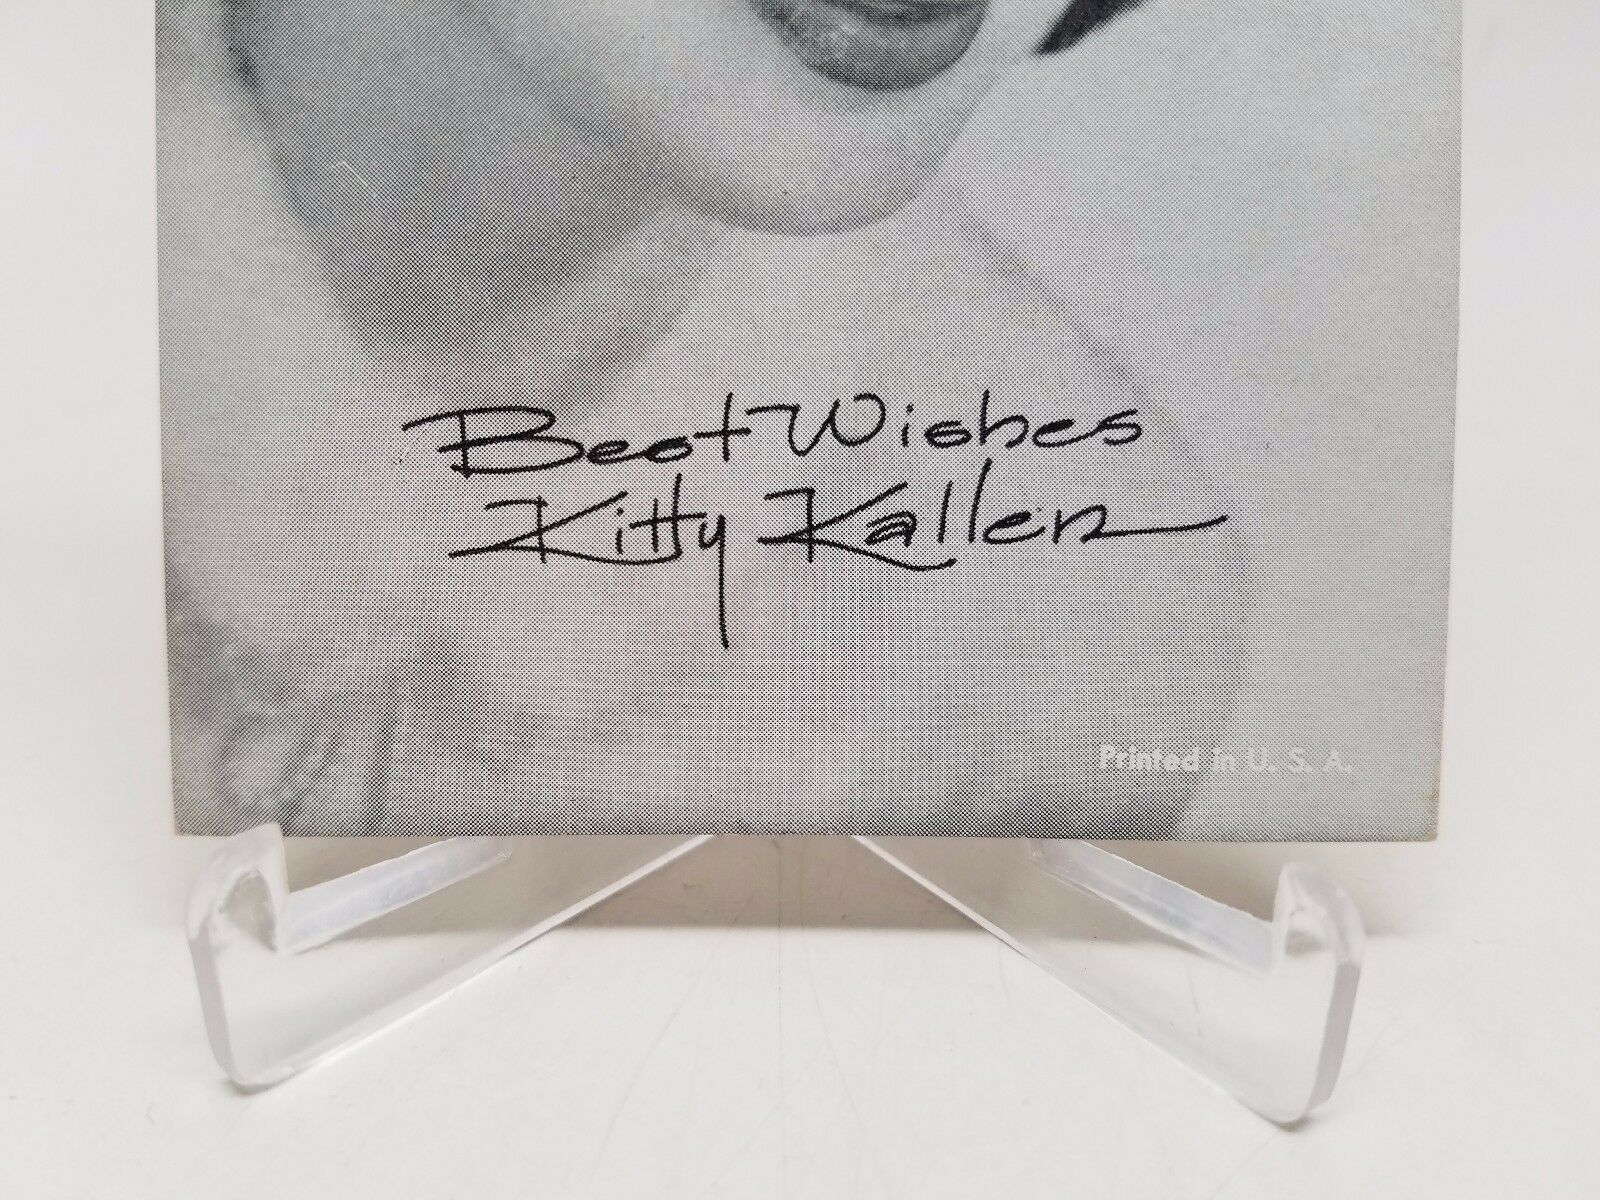 Best Wishes
Kitty Kallen
Printed in U. S. A.